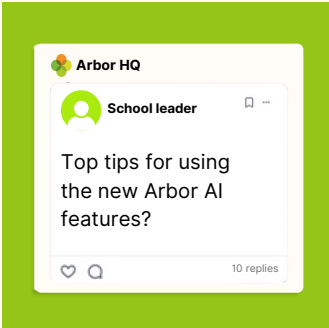 Arbor HQ
School leader
Top tips for using
the new Arbor AI
features?
10 replies